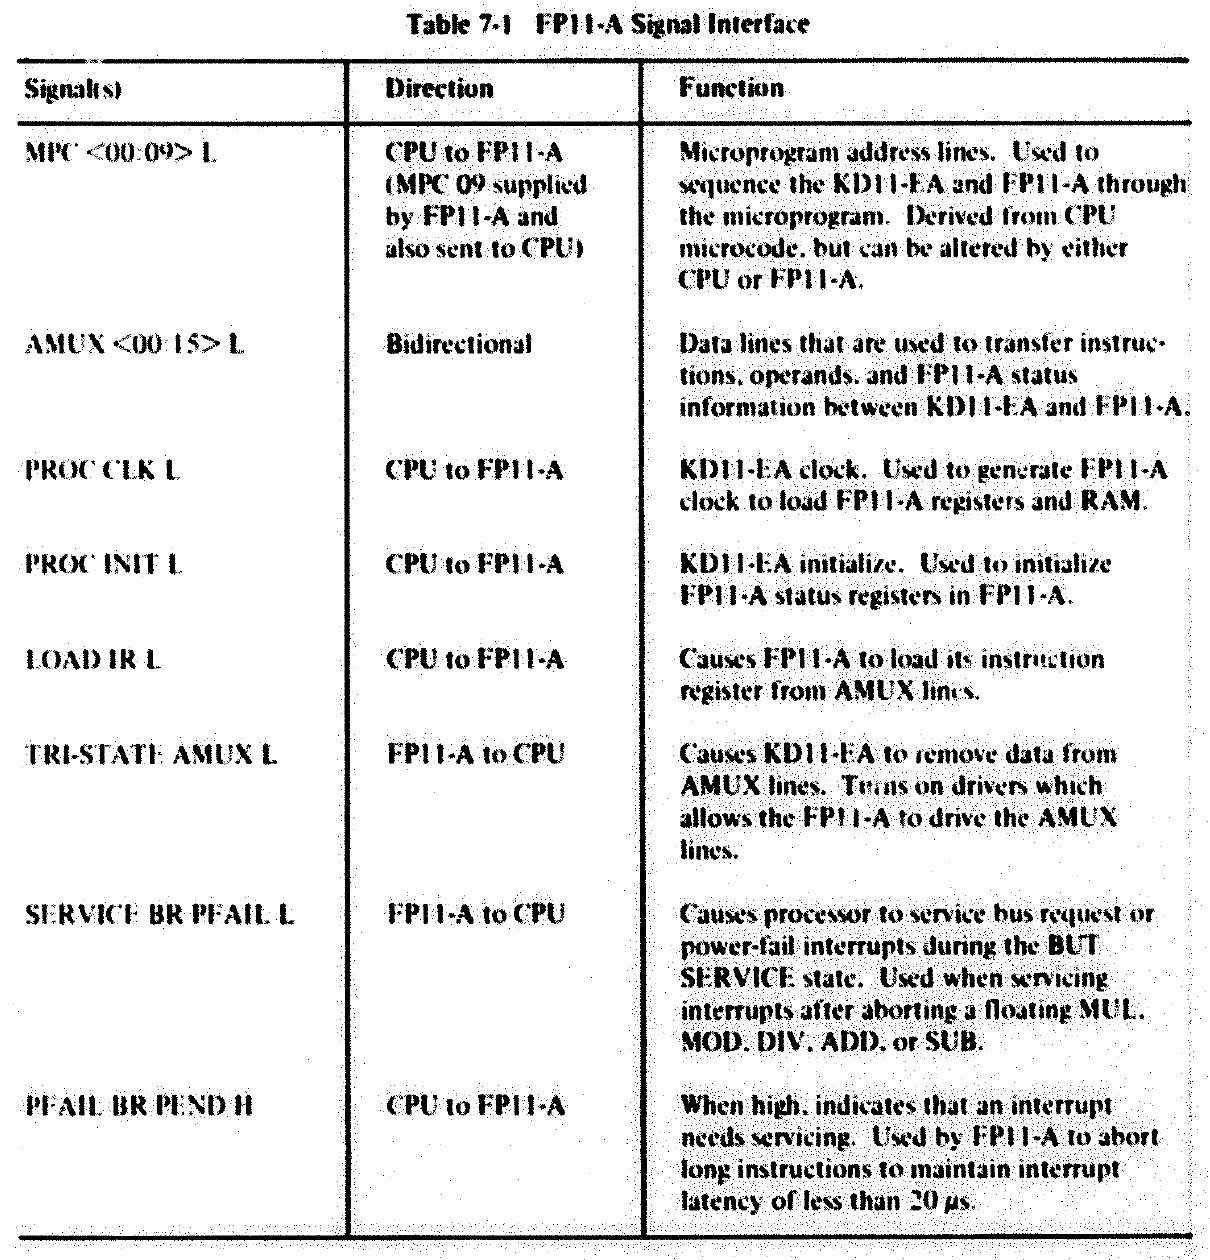 Table 7-1 FP11-A Signal Interface
Signal(s) Direction Function
MPC <00:09> L CPU to FP11-A Microprogram address lines. Used to
(MPC 09 supplied sequence the KD11-EA and FP11-A through
by FP11-A and the microprogram. Derived from CPU
also sent to CPU) microcode, but can be altered by either
CPU or FP11-A.
AMUX <00:15> L Bidirectional Data lines that are used to transfer instruc-
tions, operands, and FP11-A status
information between KD11-EA and FP11-A.
PROC CLK L CPU to FP11-A KD11-EA clock. Used to generate FP11-A
clock to load FP11-A registers and RAM.
PROC INIT L CPU to FP11-A KD11-EA initialize. Used to initialize
FP11-A status registers in FP11-A.
LOAD IR L CPU to FP11-A Causes FP11-A to load its instruction
register from AMUX lines.
TRI-STATE AMUX L FP11-A to CPU Causes KD11-EA to remove data from
AMUX lines. Turns on drivers which
allows the FP11-A to drive the AMUX
lines.
SERVICE BR PFAIL L FP11-A to CPU Causes processor to service bus request or
power-fail interrupts during the BUT
SERVICE state. Used when servicing
interrupts after aborting a floating MUL,
MOD, DIV, ADD, or SUB.
PFAIL BR PEND H CPU to FP11-A When high, indicates that an interrupt
needs servicing. Used by FP11-A to abort
long instructions to maintain interrupt
latency of less than 20 μs.